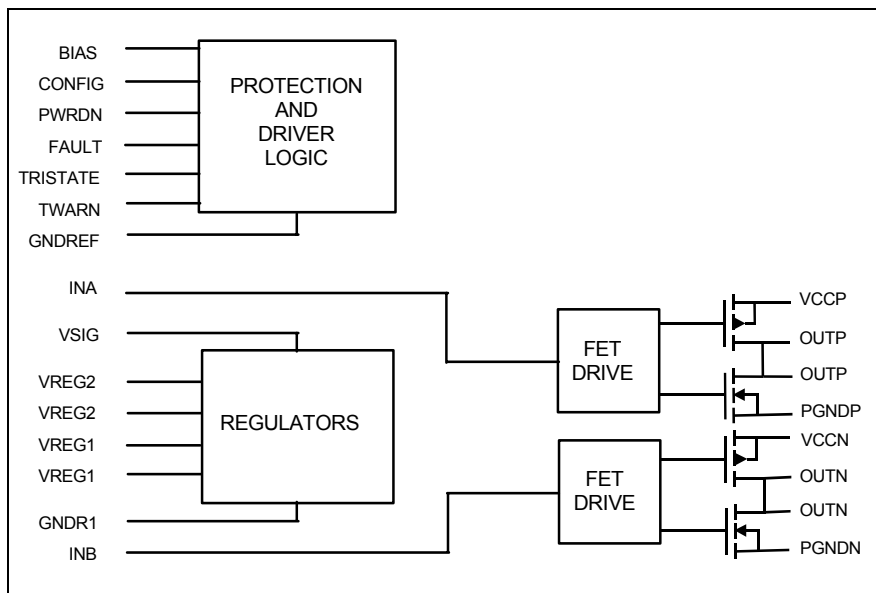 BIAS
CONFIG
PWRDN
FAULT
TRISTATE
TWARN
GNDREF
PROTECTION
AND
DRIVER
LOGIC
INA
VSIG
VREG2
VREG2
VREG1
VREG1
GNDR1
INB
REGULATORS
FET
DRIVE
FET
DRIVE
VCCP
OUTP
OUTP
PGNDP
VCCN
OUTN
OUTN
PGNDN